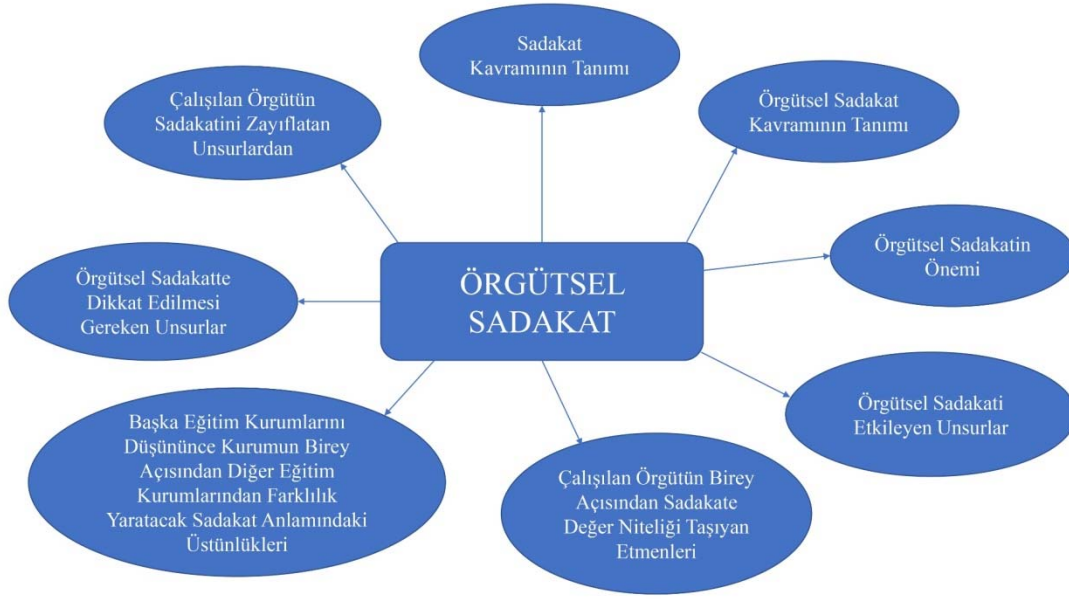 Sadakat
Kavramının Tanımı
Örgütsel Sadakat
Kavramının Tanımı
Örgütsel Sadakatin
Önemi
Örgütsel Sadakati
Etkileyen Unsurlar
Çalışılan Örgütün Birey
Açısından Sadakate
Değer Niteliği Taşıyan
Etmenleri
Başka Eğitim Kurumlarını
Düşününce Kurumun Birey
Açısından Diğer Eğitim
Kurumlarından Farklılık
Yaratacak Sadakat Anlamındaki
Üstünlükleri
Örgütsel Sadakatte
Dikkat Edilmesi
Gereken Unsurlar
Çalışılan Örgütün
Sadakatini Zayıflatan
Unsurlardan
ÖRGÜTSEL
SADAKAT